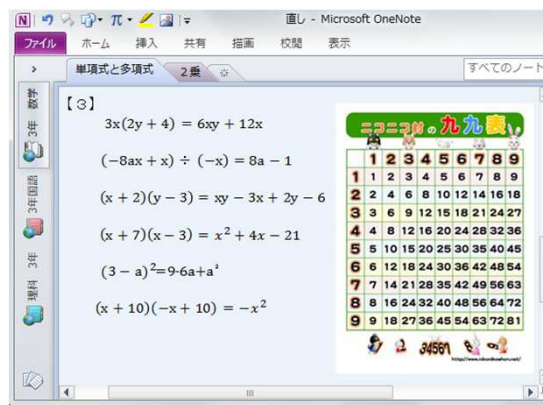 直し - Microsoft OneNote
ファイル ホーム 挿入 共有 描画 校閲 表示
単項式と多項式 2乗 すべてのノート
数学
3年
3年国語
3年
理科
【3】
3x(2y + 4) = 6xy + 12x
(−8ax + x) ÷ (−x) = 8a − 1
(x + 2)(y − 3) = xy − 3x + 2y − 6
(x + 7)(x − 3) = x² + 4x − 21
(3 − a)²=9-6a+a²
(x + 10)(−x + 10) = −x²
ニコニコ村の九九表
1 2 3 4 5 6 7 8 9
1 1 2 3 4 5 6 7 8 9
2 2 4 6 8 10 12 14 16 18
3 3 6 9 12 15 18 21 24 27
4 4 8 12 16 20 24 28 32 36
5 5 10 15 20 25 30 35 40 45
6 6 12 18 24 30 36 42 48 54
7 7 14 21 28 35 42 49 56 63
8 8 16 24 32 40 48 56 64 72
9 9 18 27 36 45 54 63 72 81